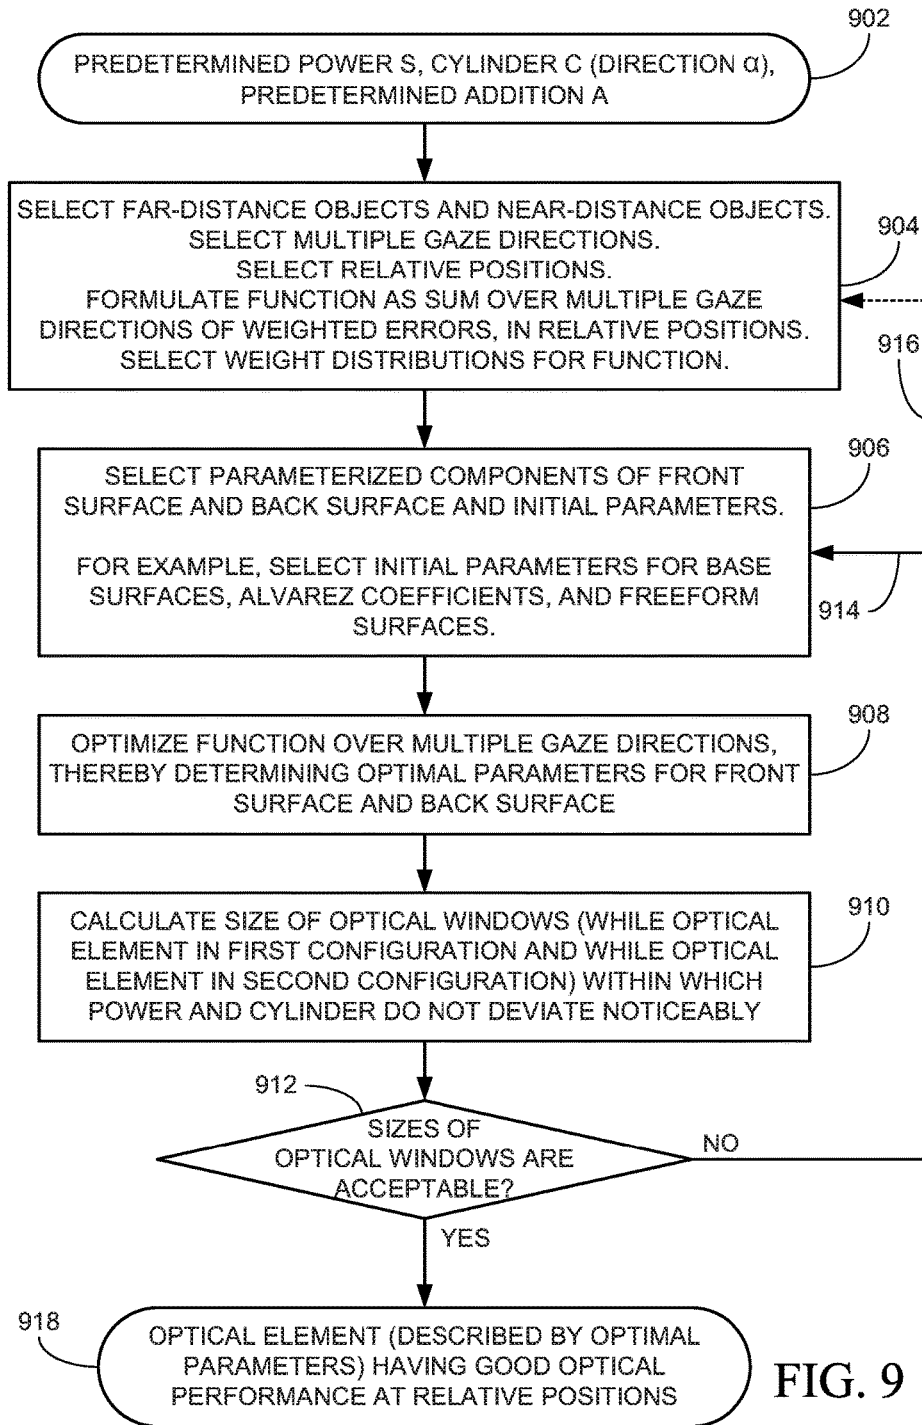 902
PREDETERMINED POWER S, CYLINDER C (DIRECTION α),
PREDETERMINED ADDITION A
SELECT FAR-DISTANCE OBJECTS AND NEAR-DISTANCE OBJECTS.
SELECT MULTIPLE GAZE DIRECTIONS.
SELECT RELATIVE POSITIONS.
FORMULATE FUNCTION AS SUM OVER MULTIPLE GAZE
DIRECTIONS OF WEIGHTED ERRORS, IN RELATIVE POSITIONS.
SELECT WEIGHT DISTRIBUTIONS FOR FUNCTION.
904
916
906
SELECT PARAMETERIZED COMPONENTS OF FRONT
SURFACE AND BACK SURFACE AND INITIAL PARAMETERS.
FOR EXAMPLE, SELECT INITIAL PARAMETERS FOR BASE
SURFACES, ALVAREZ COEFFICIENTS, AND FREEFORM
SURFACES.
914
908
OPTIMIZE FUNCTION OVER MULTIPLE GAZE DIRECTIONS,
THEREBY DETERMINING OPTIMAL PARAMETERS FOR FRONT
SURFACE AND BACK SURFACE
910
CALCULATE SIZE OF OPTICAL WINDOWS (WHILE OPTICAL
ELEMENT IN FIRST CONFIGURATION AND WHILE OPTICAL
ELEMENT IN SECOND CONFIGURATION) WITHIN WHICH
POWER AND CYLINDER DO NOT DEVIATE NOTICEABLY
912
SIZES OF
OPTICAL WINDOWS ARE
ACCEPTABLE?
NO
YES
918
OPTICAL ELEMENT (DESCRIBED BY OPTIMAL
PARAMETERS) HAVING GOOD OPTICAL
PERFORMANCE AT RELATIVE POSITIONS
FIG. 9